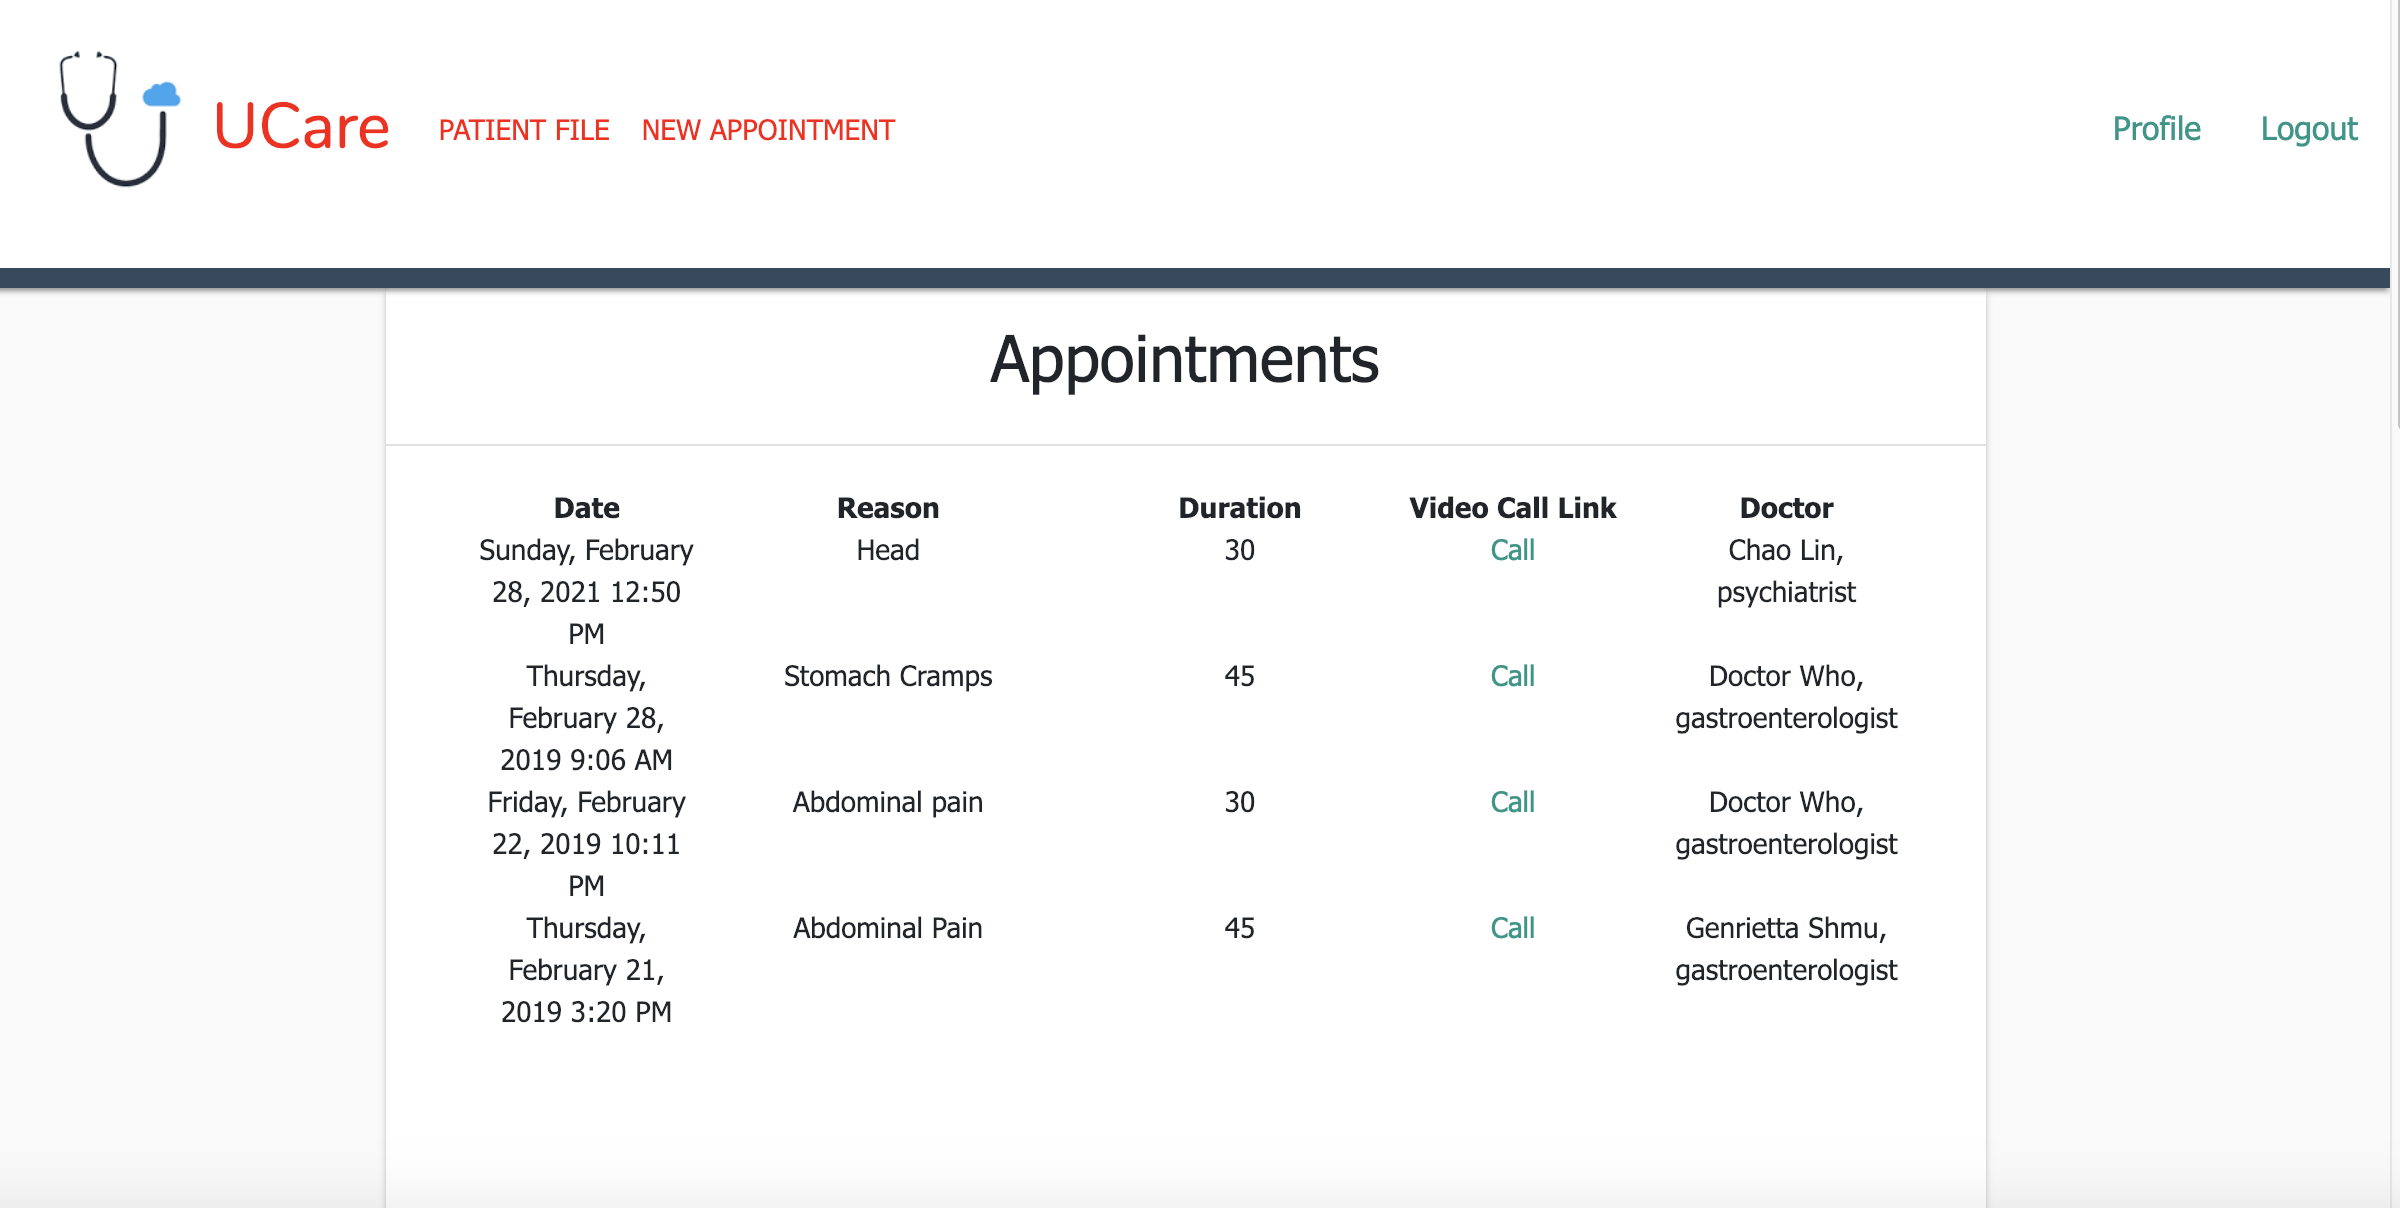 UCare PATIENT FILE NEW APPOINTMENT Profile Logout
Appointments
Date Reason Duration Video Call Link Doctor
Sunday, February Head 30 Call Chao Lin,
28, 2021 12:50 psychiatrist
PM
Thursday, Stomach Cramps 45 Call Doctor Who,
February 28, gastroenterologist
2019 9:06 AM
Friday, February Abdominal pain 30 Call Doctor Who,
22, 2019 10:11 gastroenterologist
PM
Thursday, Abdominal Pain 45 Call Genrietta Shmu,
February 21, gastroenterologist
2019 3:20 PM